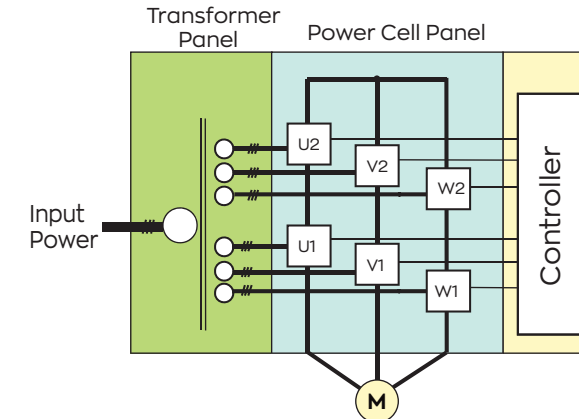 Transformer
Panel
Power Cell Panel
U2
V2
W2
Input
Power
U1
V1
W1
Controller
M